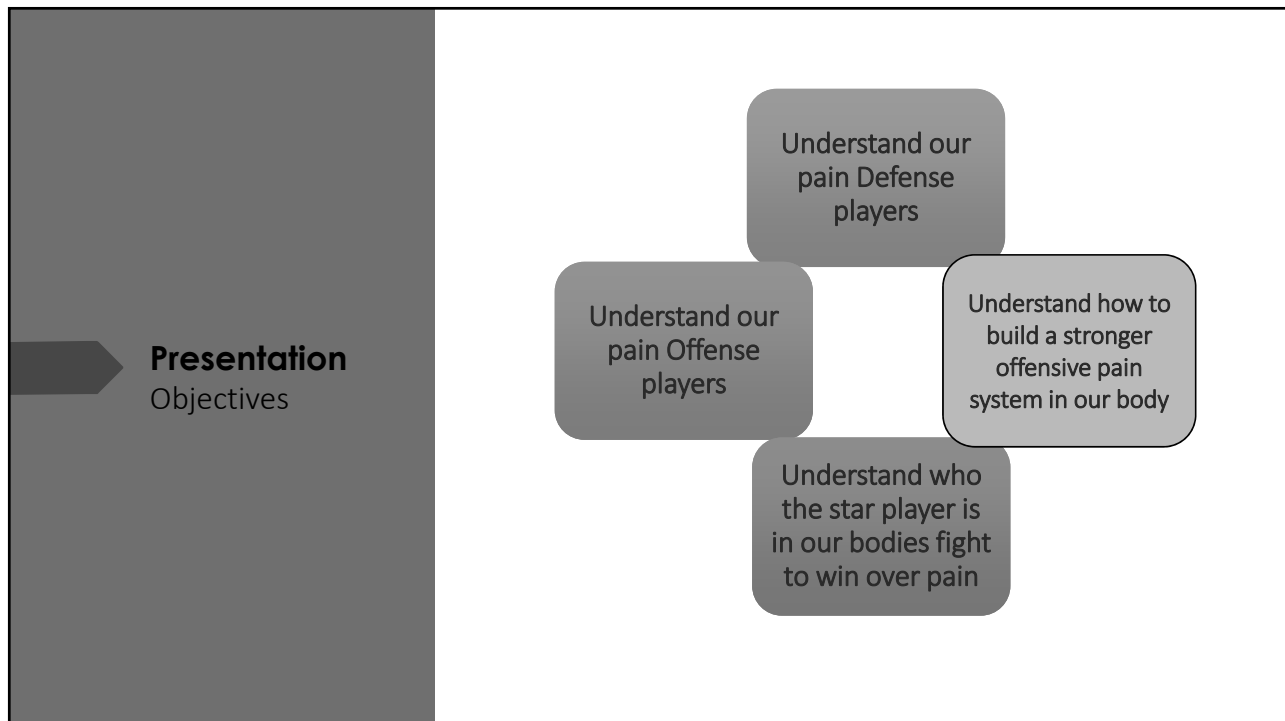 Presentation
Objectives
Understand our
pain Defense
players
Understand our
pain Offense
players
Understand how to
build a stronger
offensive pain
system in our body
Understand who
the star player is
in our bodies fight
to win over pain